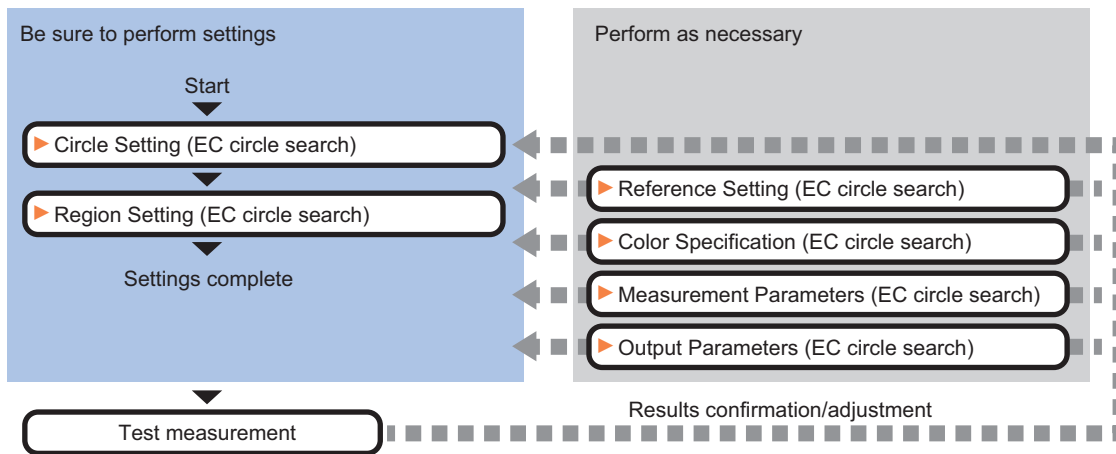 Be sure to perform settings
Start
Circle Setting (EC circle search)
Region Setting (EC circle search)
Settings complete
Perform as necessary
Reference Setting (EC circle search)
Color Specification (EC circle search)
Measurement Parameters (EC circle search)
Output Parameters (EC circle search)
Test measurement
Results confirmation/adjustment